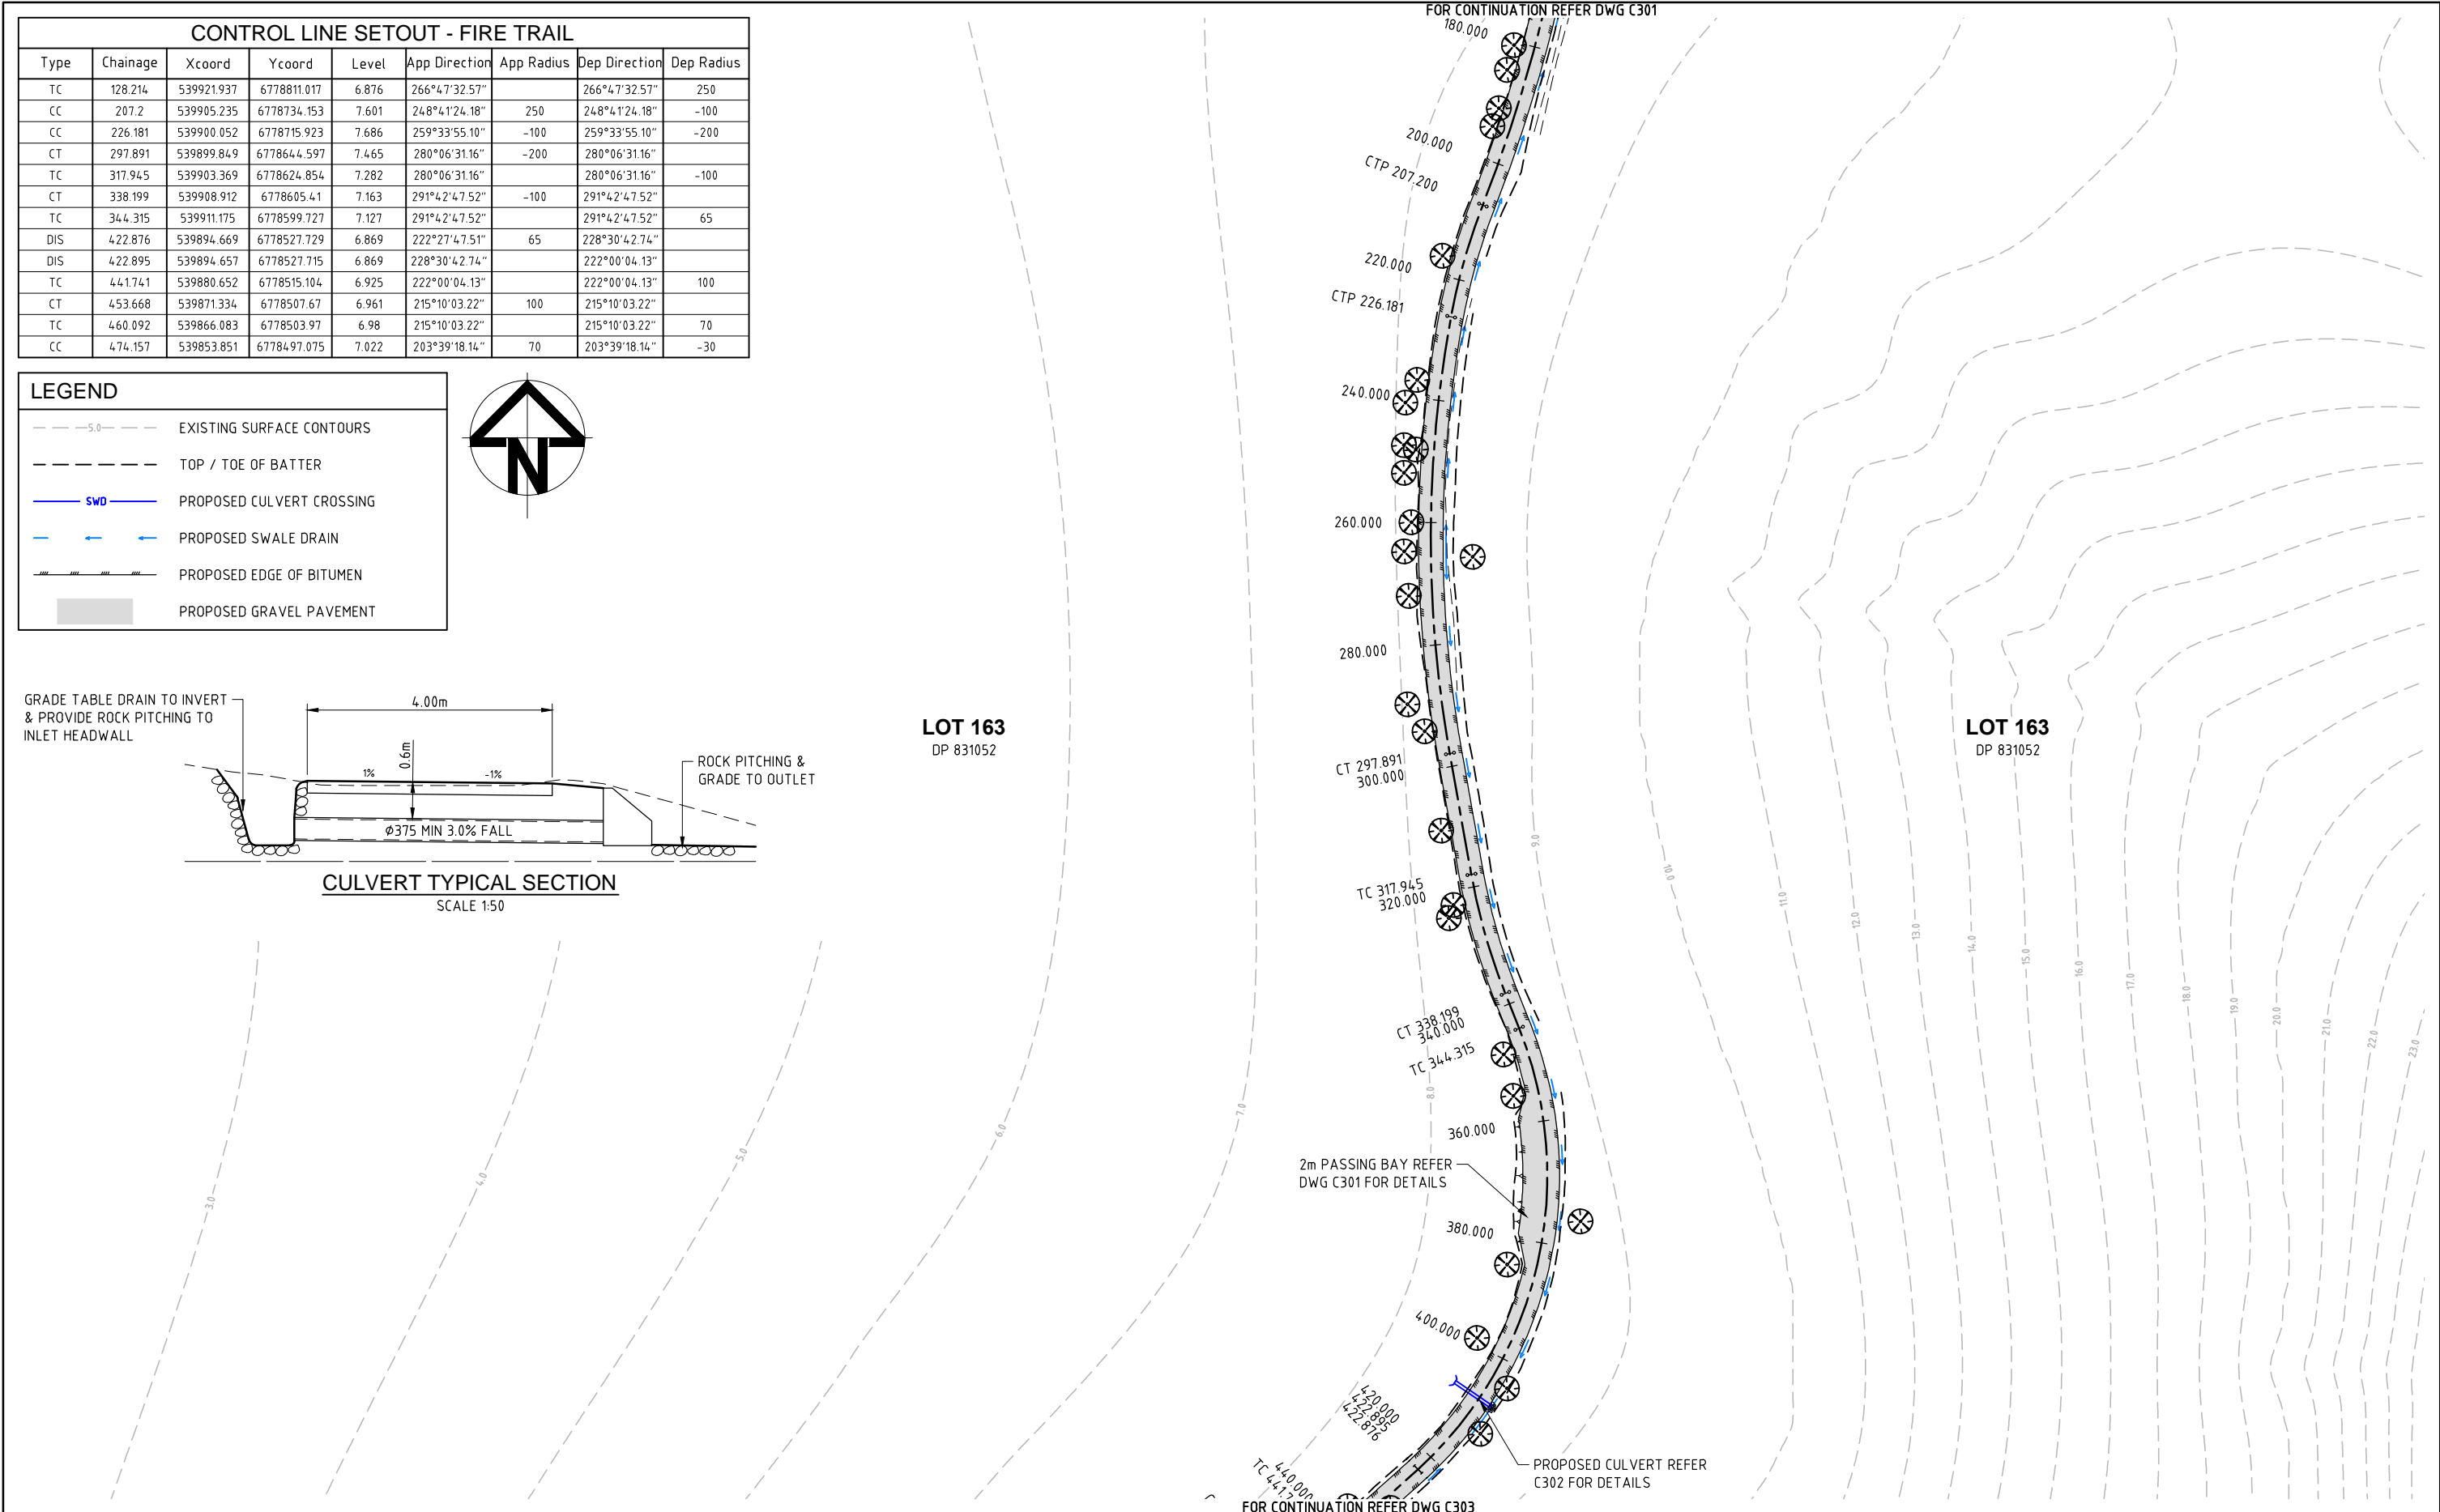 FOR CONTINUATION REFER DWG C301
CONTROL LINE SETOUT - FIRE TRAIL
Type Chainage Xcoord Ycoord Level App Direction App Radius Dep Direction Dep Radius
TC 128.214 539921.937 6778811.017 6.876 266°47'32.57" 266°47'32.57" 250
CC 207.2 539905.235 6778734.153 7.601 248°41'24.18" 250 248°41'24.18" -100
CC 226.181 539900.052 6778715.923 7.686 259°33'55.10" -100 259°33'55.10" -200
CT 297.891 539899.849 6778644.597 7.465 280°06'31.16" -200 280°06'31.16"
TC 317.945 539903.369 6778624.854 7.282 280°06'31.16" 280°06'31.16" -100
CT 338.199 539908.912 6778605.41 7.163 291°42'47.52" -100 291°42'47.52"
TC 344.315 539911.175 6778599.727 7.127 291°42'47.52" 291°42'47.52" 65
DIS 422.876 539894.669 6778527.729 6.869 222°27'47.51" 65 228°30'42.74"
DIS 422.895 539894.657 6778527.715 6.869 228°30'42.74" 222°00'04.13"
TC 441.741 539880.652 6778515.104 6.925 222°00'04.13" 222°00'04.13" 100
CT 453.668 539871.334 6778507.67 6.961 215°10'03.22" 100 215°10'03.22"
TC 460.092 539866.083 6778503.97 6.98 215°10'03.22" 215°10'03.22" 70
CC 474.157 539853.851 6778497.075 7.022 203°39'18.14" 70 203°39'18.14" -30
LEGEND
5.0 EXISTING SURFACE CONTOURS
TOP / TOE OF BATTER
SWD PROPOSED CULVERT CROSSING
PROPOSED SWALE DRAIN
PROPOSED EDGE OF BITUMEN
PROPOSED GRAVEL PAVEMENT
N
GRADE TABLE DRAIN TO INVERT
& PROVIDE ROCK PITCHING TO
INLET HEADWALL
4.00m
0.6m
1%
-1%
ROCK PITCHING &
GRADE TO OUTLET
Ø375 MIN 3.0% FALL
CULVERT TYPICAL SECTION
SCALE 1:50
180.000
200.000
CTP 207.200
220.000
CTP 226.181
240.000
260.000
280.000
CT 297.891
300.000
TC 317.945
320.000
CT 338.199
340.000
TC 344.315
360.000
2m PASSING BAY REFER
DWG C301 FOR DETAILS
380.000
400.000
420.000
422.895
422.876
440.000
TC 441.7
PROPOSED CULVERT REFER
C302 FOR DETAILS
LOT 163
DP 831052
LOT 163
DP 831052
3.0
4.0
5.0
6.0
7.0
8.0
9.0
10.0
11.0
12.0
13.0
14.0
15.0
16.0
17.0
18.0
19.0
20.0
21.0
22.0
23.0
FOR CONTINUATION REFER DWG C303